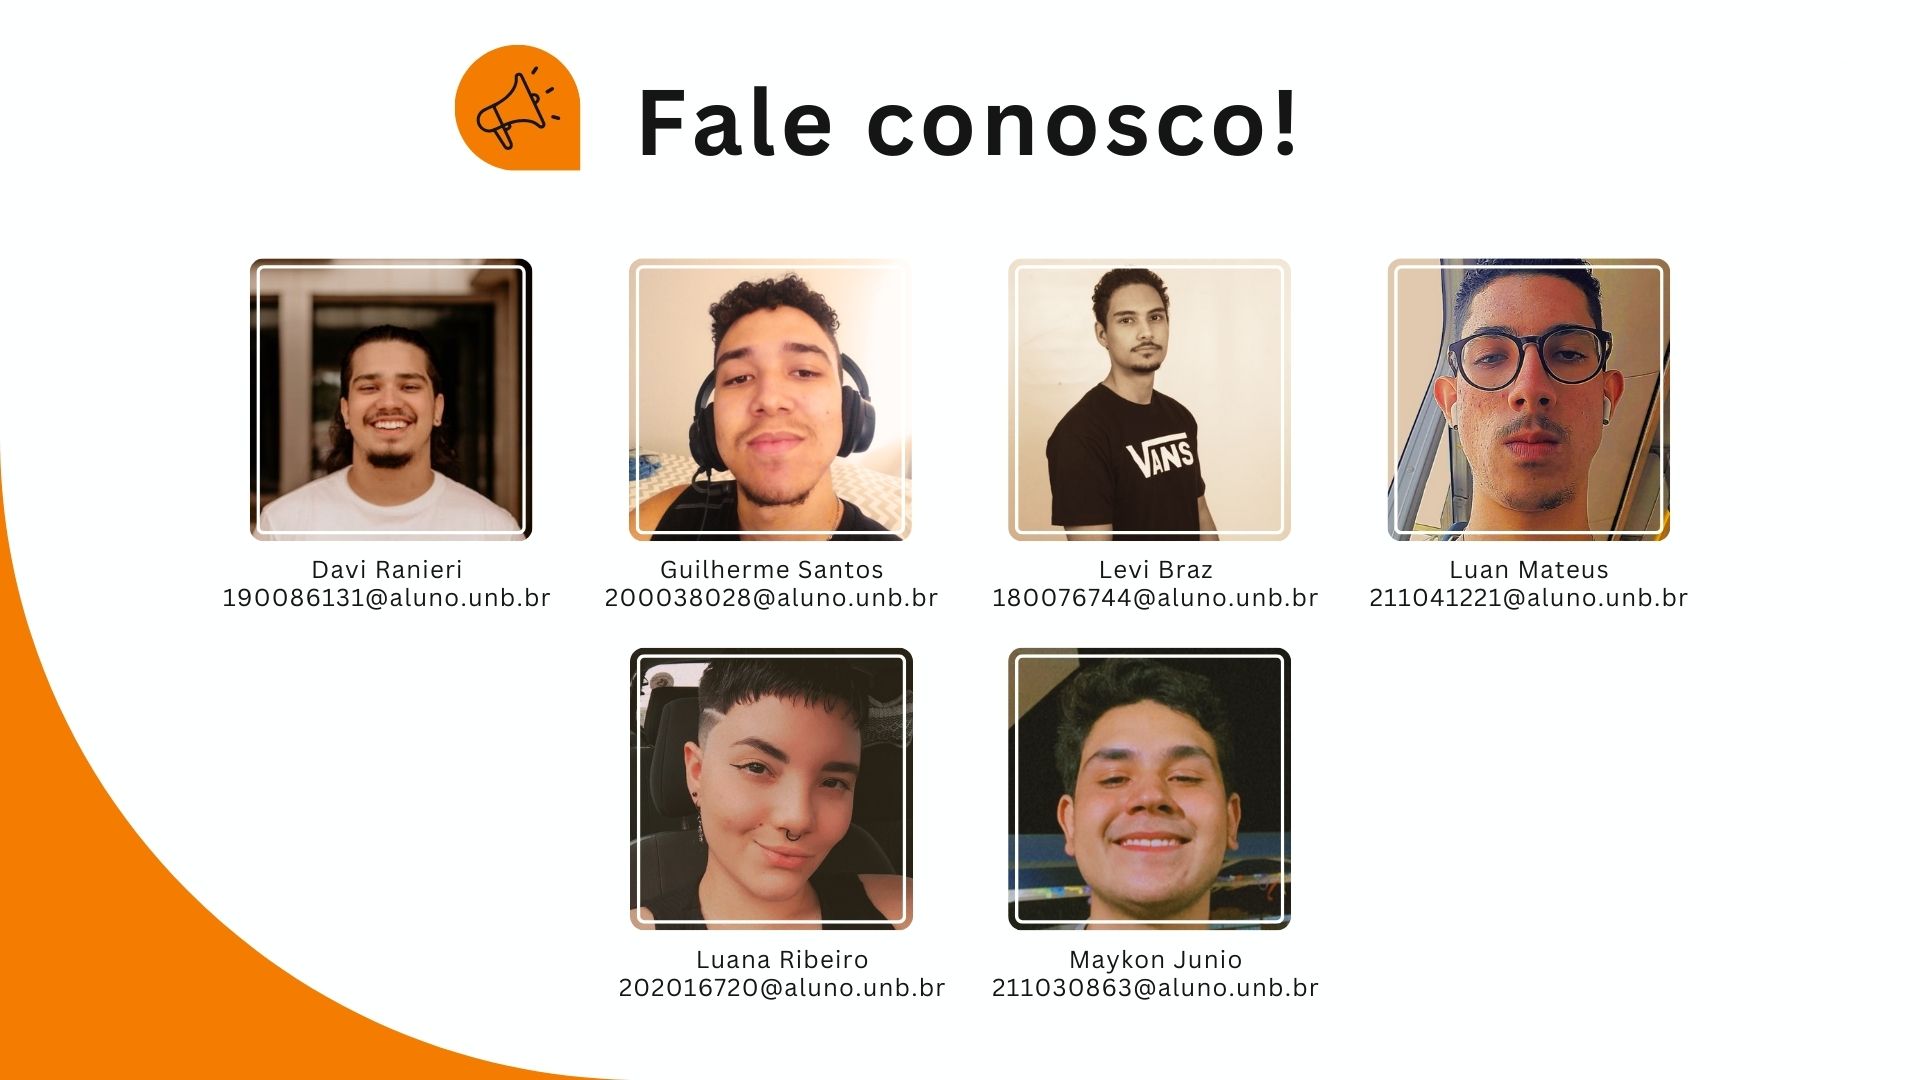 Fale conosco!
VANS
Davi Ranieri
190086131@aluno.unb.br
Guilherme Santos
200038028@aluno.unb.br
Levi Braz
180076744@aluno.unb.br
Luan Mateus
211041221@aluno.unb.br
Luana Ribeiro
202016720@aluno.unb.br
Maykon Junio
211030863@aluno.unb.br